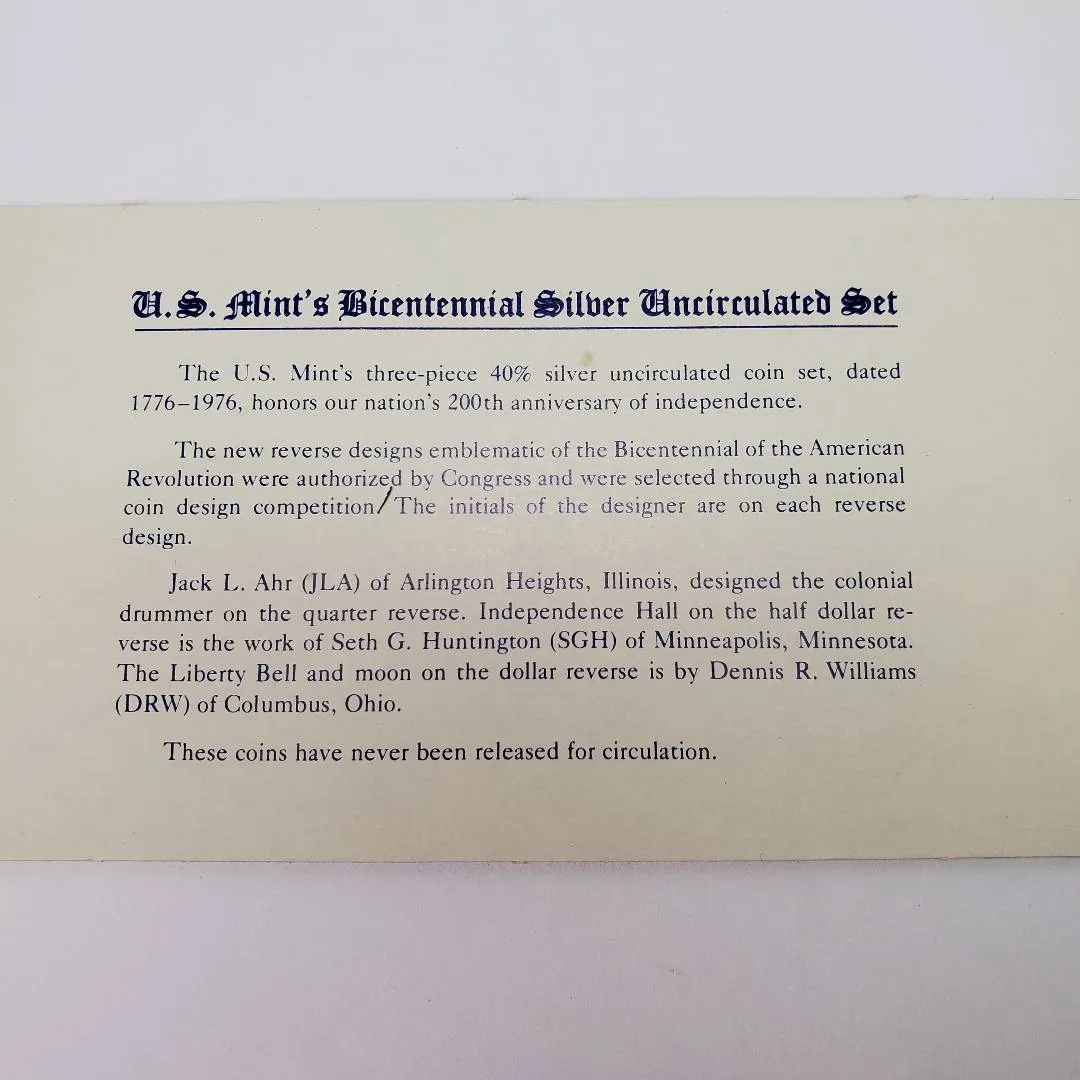 U.S. Mint's Bicentennial Silver Uncirculated Set
The U.S. Mint's three-piece 40% silver uncirculated coin set, dated
1776–1976, honors our nation's 200th anniversary of independence.
The new reverse designs emblematic of the Bicentennial of the American
Revolution were authorized by Congress and were selected through a national
coin design competition/ The initials of the designer are on each reverse
design.
Jack L. Ahr (JLA) of Arlington Heights, Illinois, designed the colonial
drummer on the quarter reverse. Independence Hall on the half dollar re-
verse is the work of Seth G. Huntington (SGH) of Minneapolis, Minnesota.
The Liberty Bell and moon on the dollar reverse is by Dennis R. Williams
(DRW) of Columbus, Ohio.
These coins have never been released for circulation.